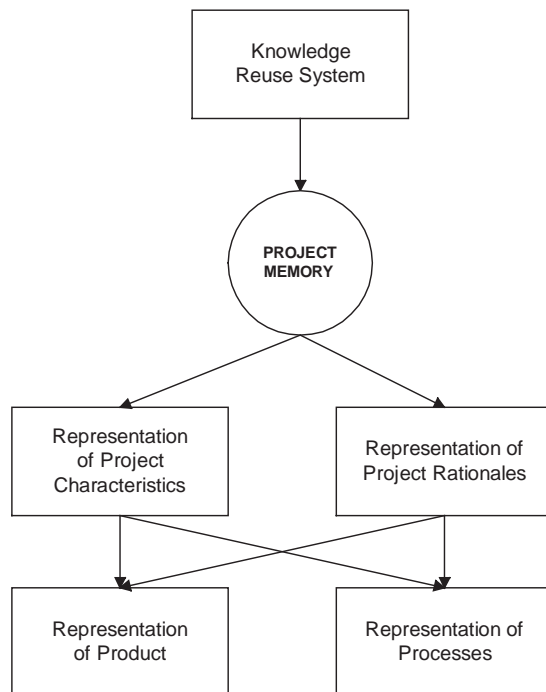 Knowledge
Reuse System
PROJECT
MEMORY
Representation
of Project
Characteristics
Representation of
Project Rationales
Representation
of Product
Representation of
Processes